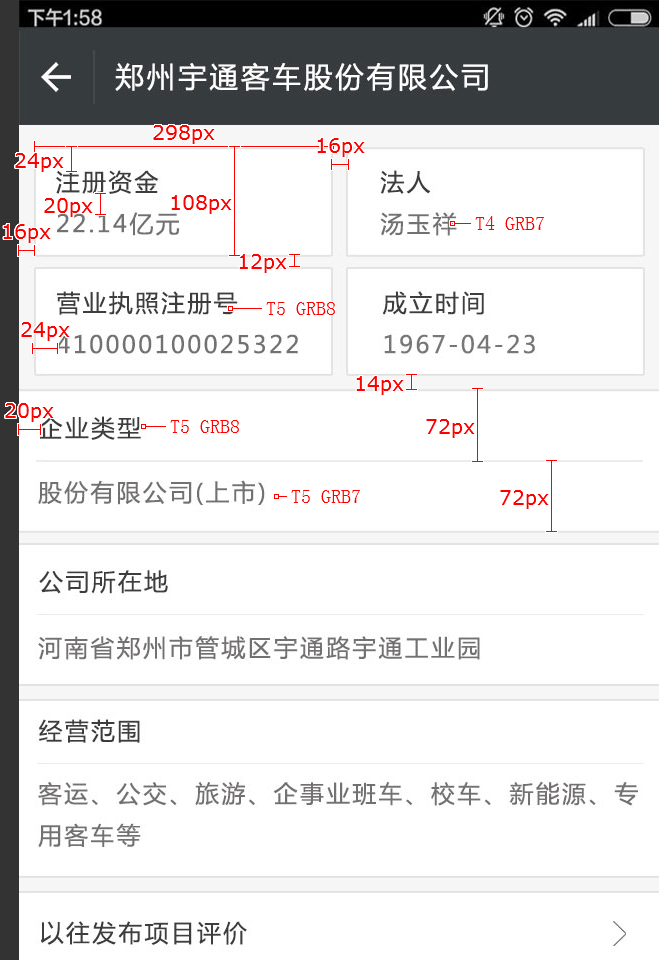 下午1:58
郑州宇通客车股份有限公司
298px
16px
24px
注册资金
法人
20px
108px
22.14亿元
汤玉祥
T4 GRB7
16px
12px
营业执照注册号
T5 GRB8
成立时间
24px
410000100025322
1967-04-23
14px
20px
企业类型
T5 GRB8
72px
股份有限公司(上市)
T5 GRB7
72px
公司所在地
河南省郑州市管城区宇通路宇通工业园
经营范围
客运、公交、旅游、企事业班车、校车、新能源、专
用客车等
以往发布项目评价